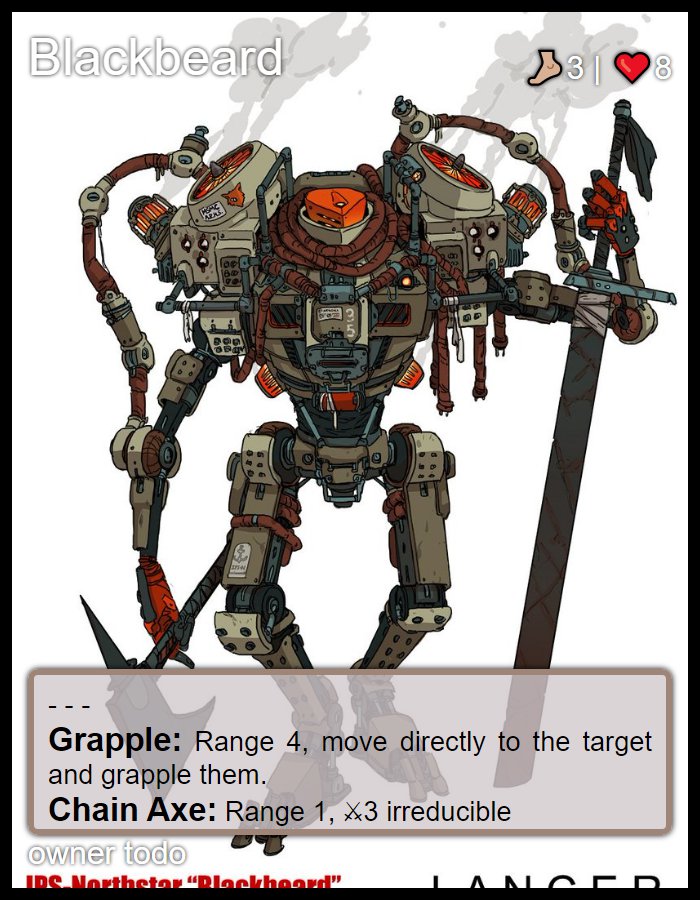 Blackbeard
3 | 8
- - -
Grapple: Range 4, move directly to the target
and grapple them.
Chain Axe: Range 1, ⚔3 irreducible
owner todo
IPS-Northstar “Blackbeard”
LANCER